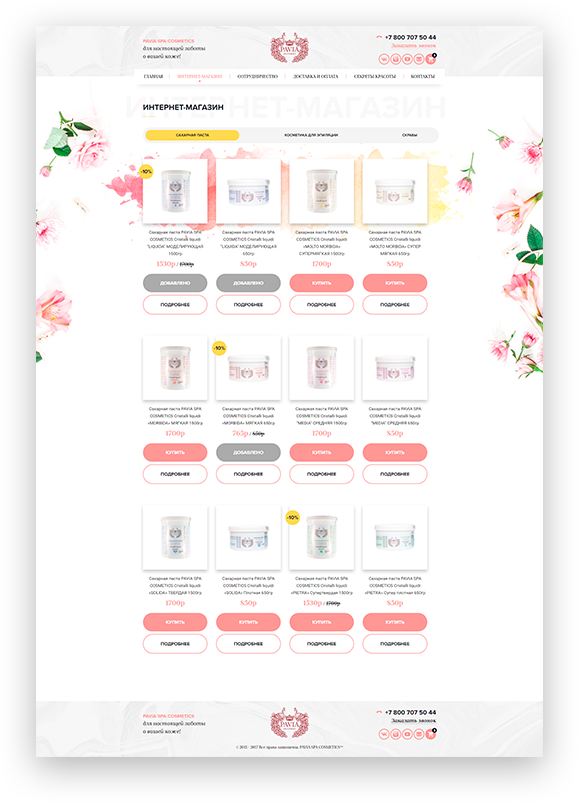 PAVIA SPA COSMETICS
для настоящей заботы
о вашей коже!
PAVIA
+7 800 707 50 44
Заказать звонок
ГЛАВНАЯ
ИНТЕРНЕТ-МАГАЗИН
СОТРУДНИЧЕСТВО
ДОСТАВКА И ОПЛАТА
СЕКРЕТЫ КРАСОТЫ
КОНТАКТЫ
ИНТЕРНЕТ-МАГАЗИН
ИНТЕРНЕТ-МАГАЗИН
САХАРНАЯ ПАСТА
КОСМЕТИКА ДЛЯ ЭПИЛЯЦИИ
СКРАБЫ
-10%
Сахарная паста PAVIA SPA
COSMETICS Cristalli liquidi
"LIQUIDA" МОДЕЛИРУЮЩАЯ
1500гр
1530р / 1700р
ДОБАВЛЕНО
ПОДРОБНЕЕ
Сахарная паста PAVIA SPA
COSMETICS Cristalli liquidi
"LIQUIDA" МОДЕЛИРУЮЩАЯ
650гр
850р
ДОБАВЛЕНО
ПОДРОБНЕЕ
Сахарная паста PAVIA SPA
COSMETICS Cristalli liquidi
«MOLTO MORBIDA»
СУПЕРМЯГКАЯ 1500гр
1700р
КУПИТЬ
ПОДРОБНЕЕ
Сахарная паста PAVIA SPA
COSMETICS Cristalli liquidi
«MOLTO MORBIDA» СУПЕР
МЯГКАЯ 650гр
850р
КУПИТЬ
ПОДРОБНЕЕ
Сахарная паста PAVIA SPA
COSMETICS Cristalli liquidi
«MORBIDA» МЯГКАЯ 1500гр
1700р
КУПИТЬ
ПОДРОБНЕЕ
-10%
Сахарная паста PAVIA SPA
COSMETICS Cristalli liquidi
«MORBIDA» МЯГКАЯ 650гр
765р / 850р
ДОБАВЛЕНО
ПОДРОБНЕЕ
Сахарная паста PAVIA SPA
COSMETICS Cristalli liquidi
"MEDIA" СРЕДНЯЯ 1500гр
1700р
КУПИТЬ
ПОДРОБНЕЕ
Сахарная паста PAVIA SPA
COSMETICS Cristalli liquidi
"MEDIA" СРЕДНЯЯ 650гр
850р
КУПИТЬ
ПОДРОБНЕЕ
Сахарная паста PAVIA SPA
COSMETICS Cristalli liquidi
«SOLIDA» ТВЕРДАЯ 1500гр
1700р
КУПИТЬ
ПОДРОБНЕЕ
Сахарная паста PAVIA SPA
COSMETICS Cristalli liquidi
«SOLIDA» Плотная 650гр
850р
КУПИТЬ
ПОДРОБНЕЕ
-10%
Сахарная паста PAVIA SPA
COSMETICS Cristalli liquidi
«PIETRA» Супертвердая 1500гр
1530р / 1700р
КУПИТЬ
ПОДРОБНЕЕ
Сахарная паста PAVIA SPA
COSMETICS Cristalli liquidi
«PIETRA» Супер плотная 650гр
850р
КУПИТЬ
ПОДРОБНЕЕ
PAVIA SPA COSMETICS
для настоящей заботы
о вашей коже!
PAVIA
+7 800 707 50 44
Заказать звонок
© 2015 - 2017 Все права защищены. PAVIA SPA COSMETICS™